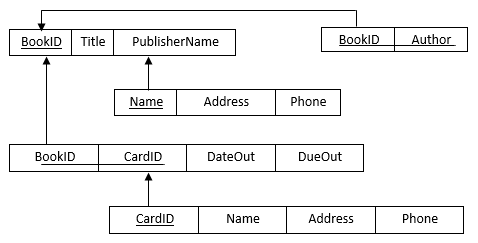 BookID Title PublisherName
BookID Author
Name Address Phone
BookID CardID DateOut DueOut
CardID Name Address Phone